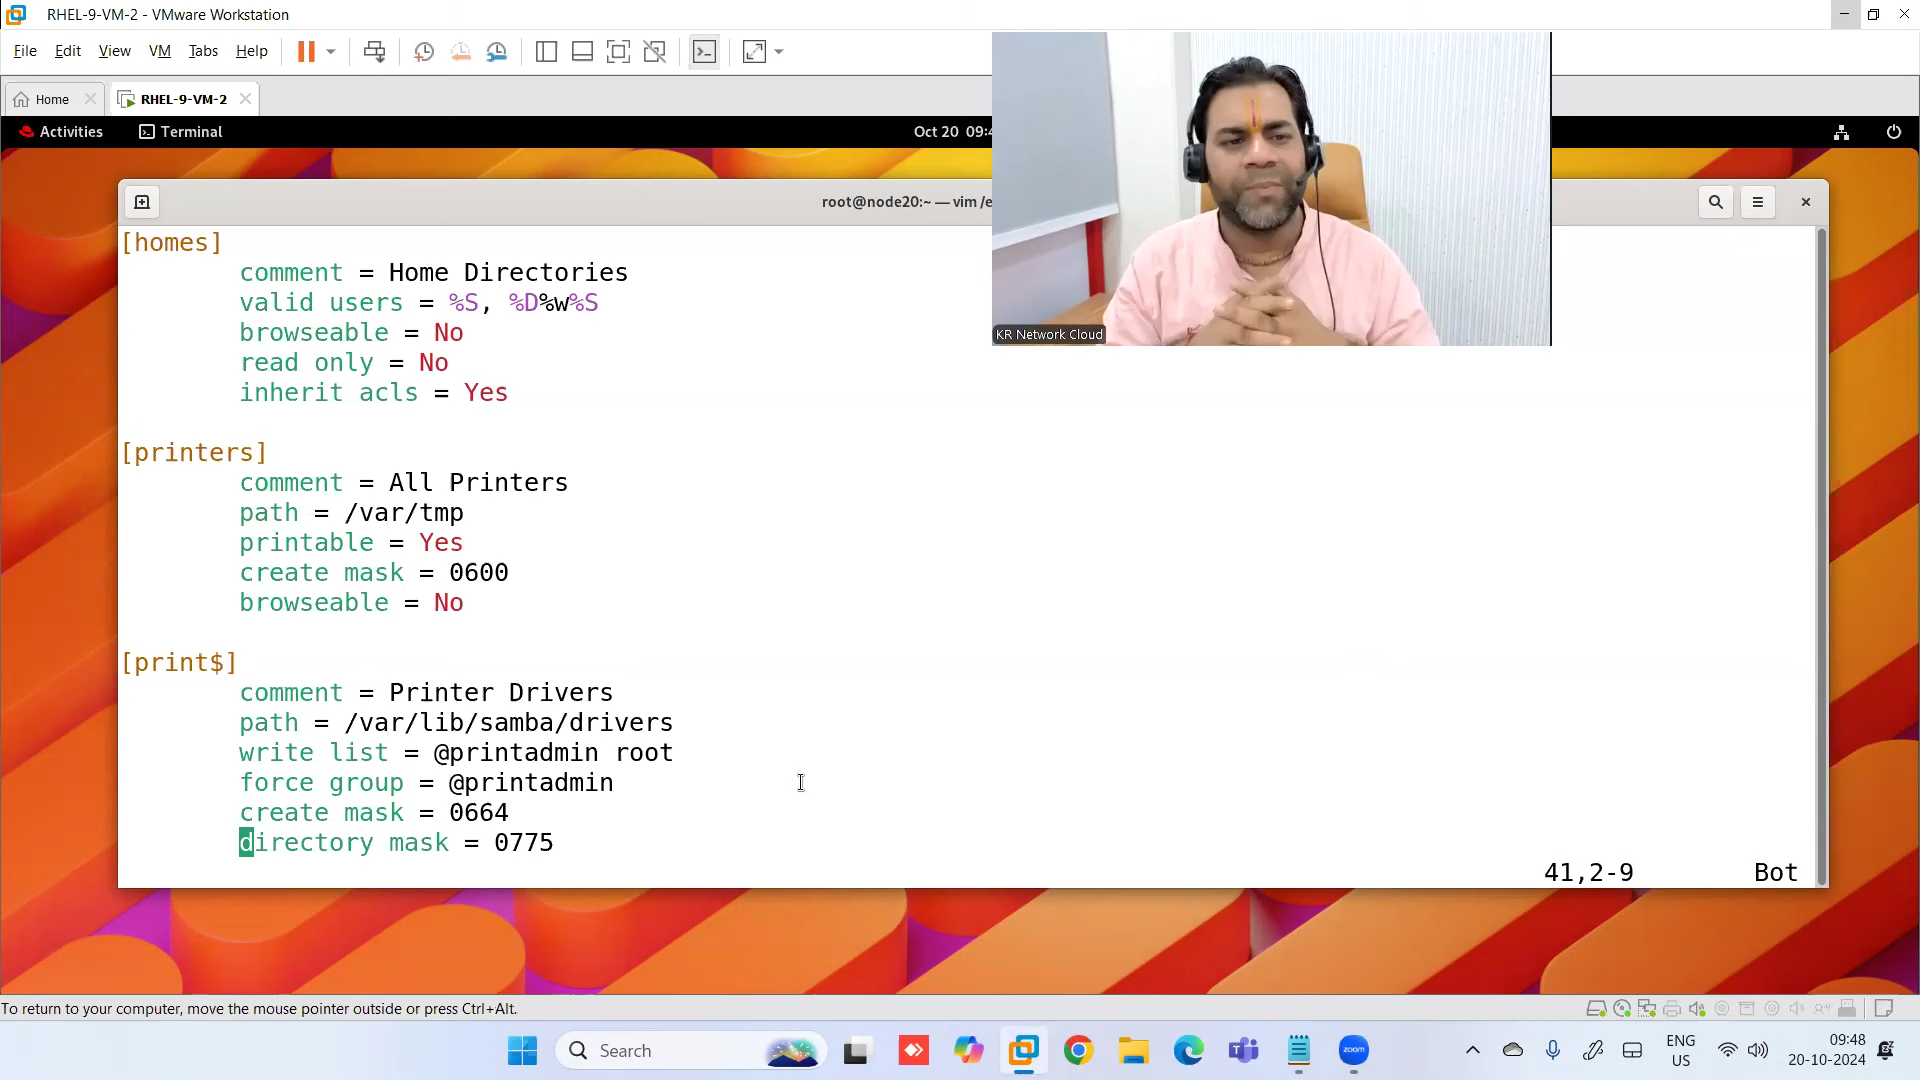 RHEL-9-VM-2 - VMware Workstation
File Edit View VM Tabs Help
Home RHEL-9-VM-2
Activities Terminal Oct 20 09:4
root@node20:~ — vim /e
[homes]
comment = Home Directories
valid users = %S, %D%w%S
browseable = No
read only = No
inherit acls = Yes
[printers]
comment = All Printers
path = /var/tmp
printable = Yes
create mask = 0600
browseable = No
[print$]
comment = Printer Drivers
path = /var/lib/samba/drivers
write list = @printadmin root
force group = @printadmin
create mask = 0664
directory mask = 0775
41,2-9 Bot
KR Network Cloud
To return to your computer, move the mouse pointer outside or press Ctrl+Alt.
Search
zoom
ENG
US
09:48
20-10-2024